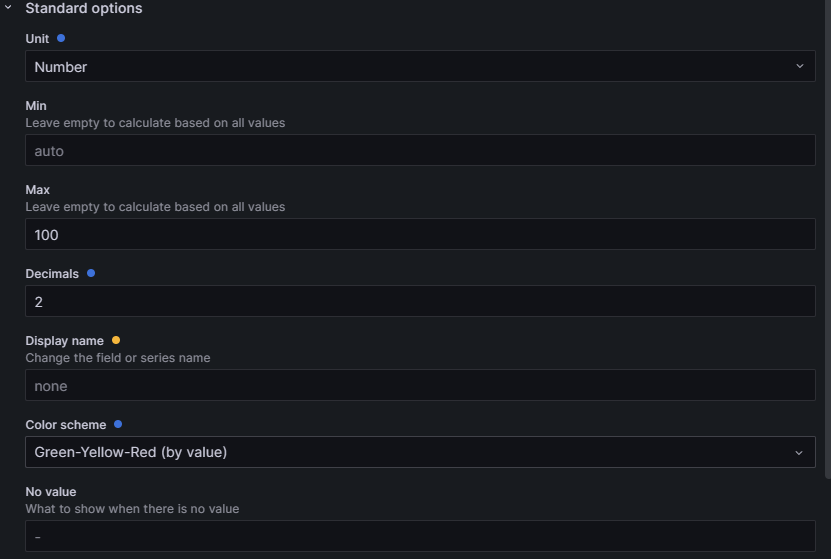 Standard options
Unit
Number
Min
Leave empty to calculate based on all values
auto
Max
Leave empty to calculate based on all values
100
Decimals
2
Display name
Change the field or series name
none
Color scheme
Green-Yellow-Red (by value)
No value
What to show when there is no value
-